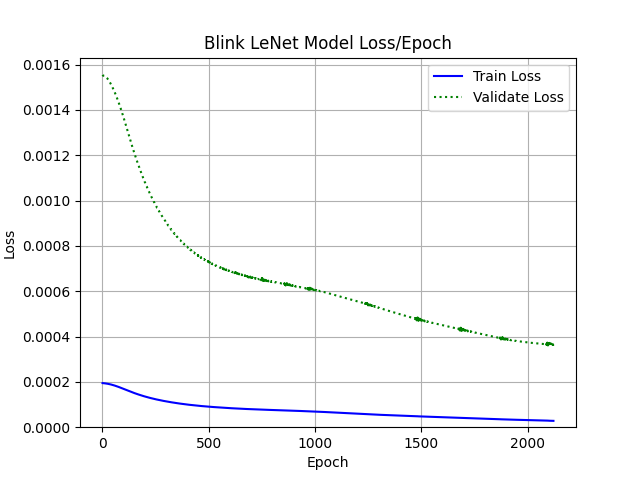 Blink LeNet Model Loss/Epoch
0.0016
0.0014
0.0012
0.0010
0.0008
0.0006
0.0004
0.0002
0.0000
Loss
Train Loss
Validate Loss
0 500 1000 1500 2000
Epoch